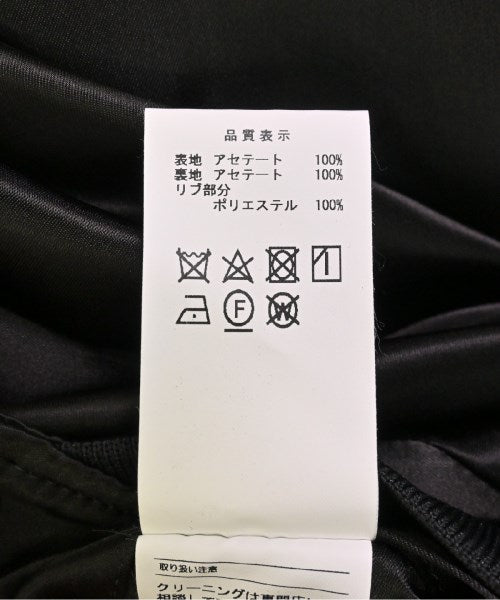 品質表示
表地 アセテート 100%
裏地 アセテート 100%
リブ部分
ポリエステル 100%
F
W
取り扱い注意
クリーニングは専門店